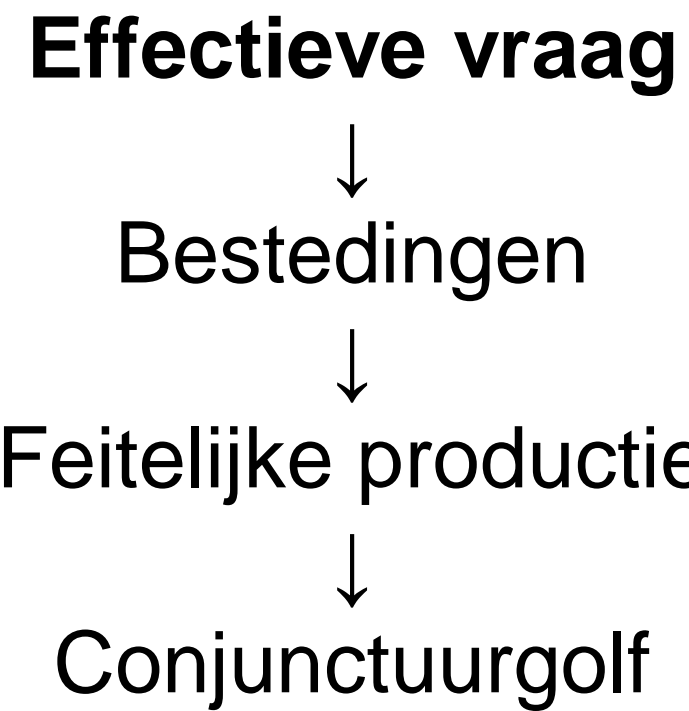 Effectieve vraag
↓
Bestedingen
↓
Feitelijke productie
↓
Conjunctuurgolf